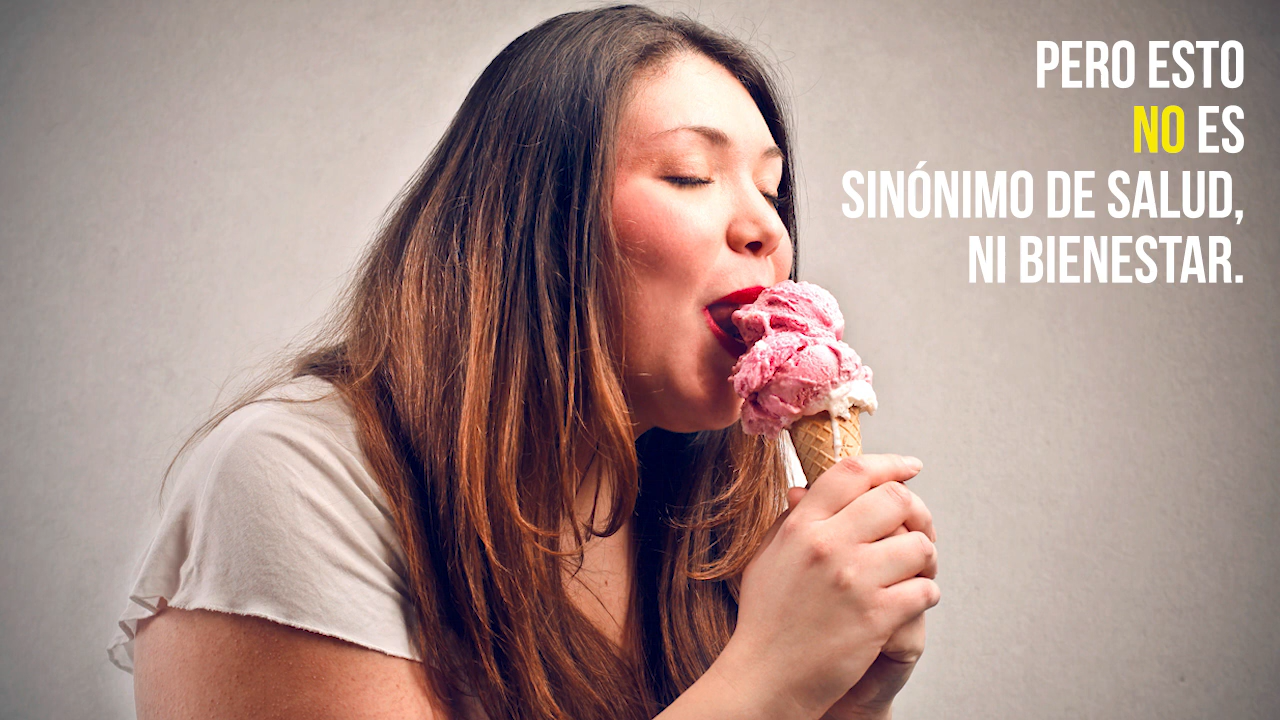 PERO ESTO
NO ES
SINÓNIMO DE SALUD,
NI BIENESTAR.